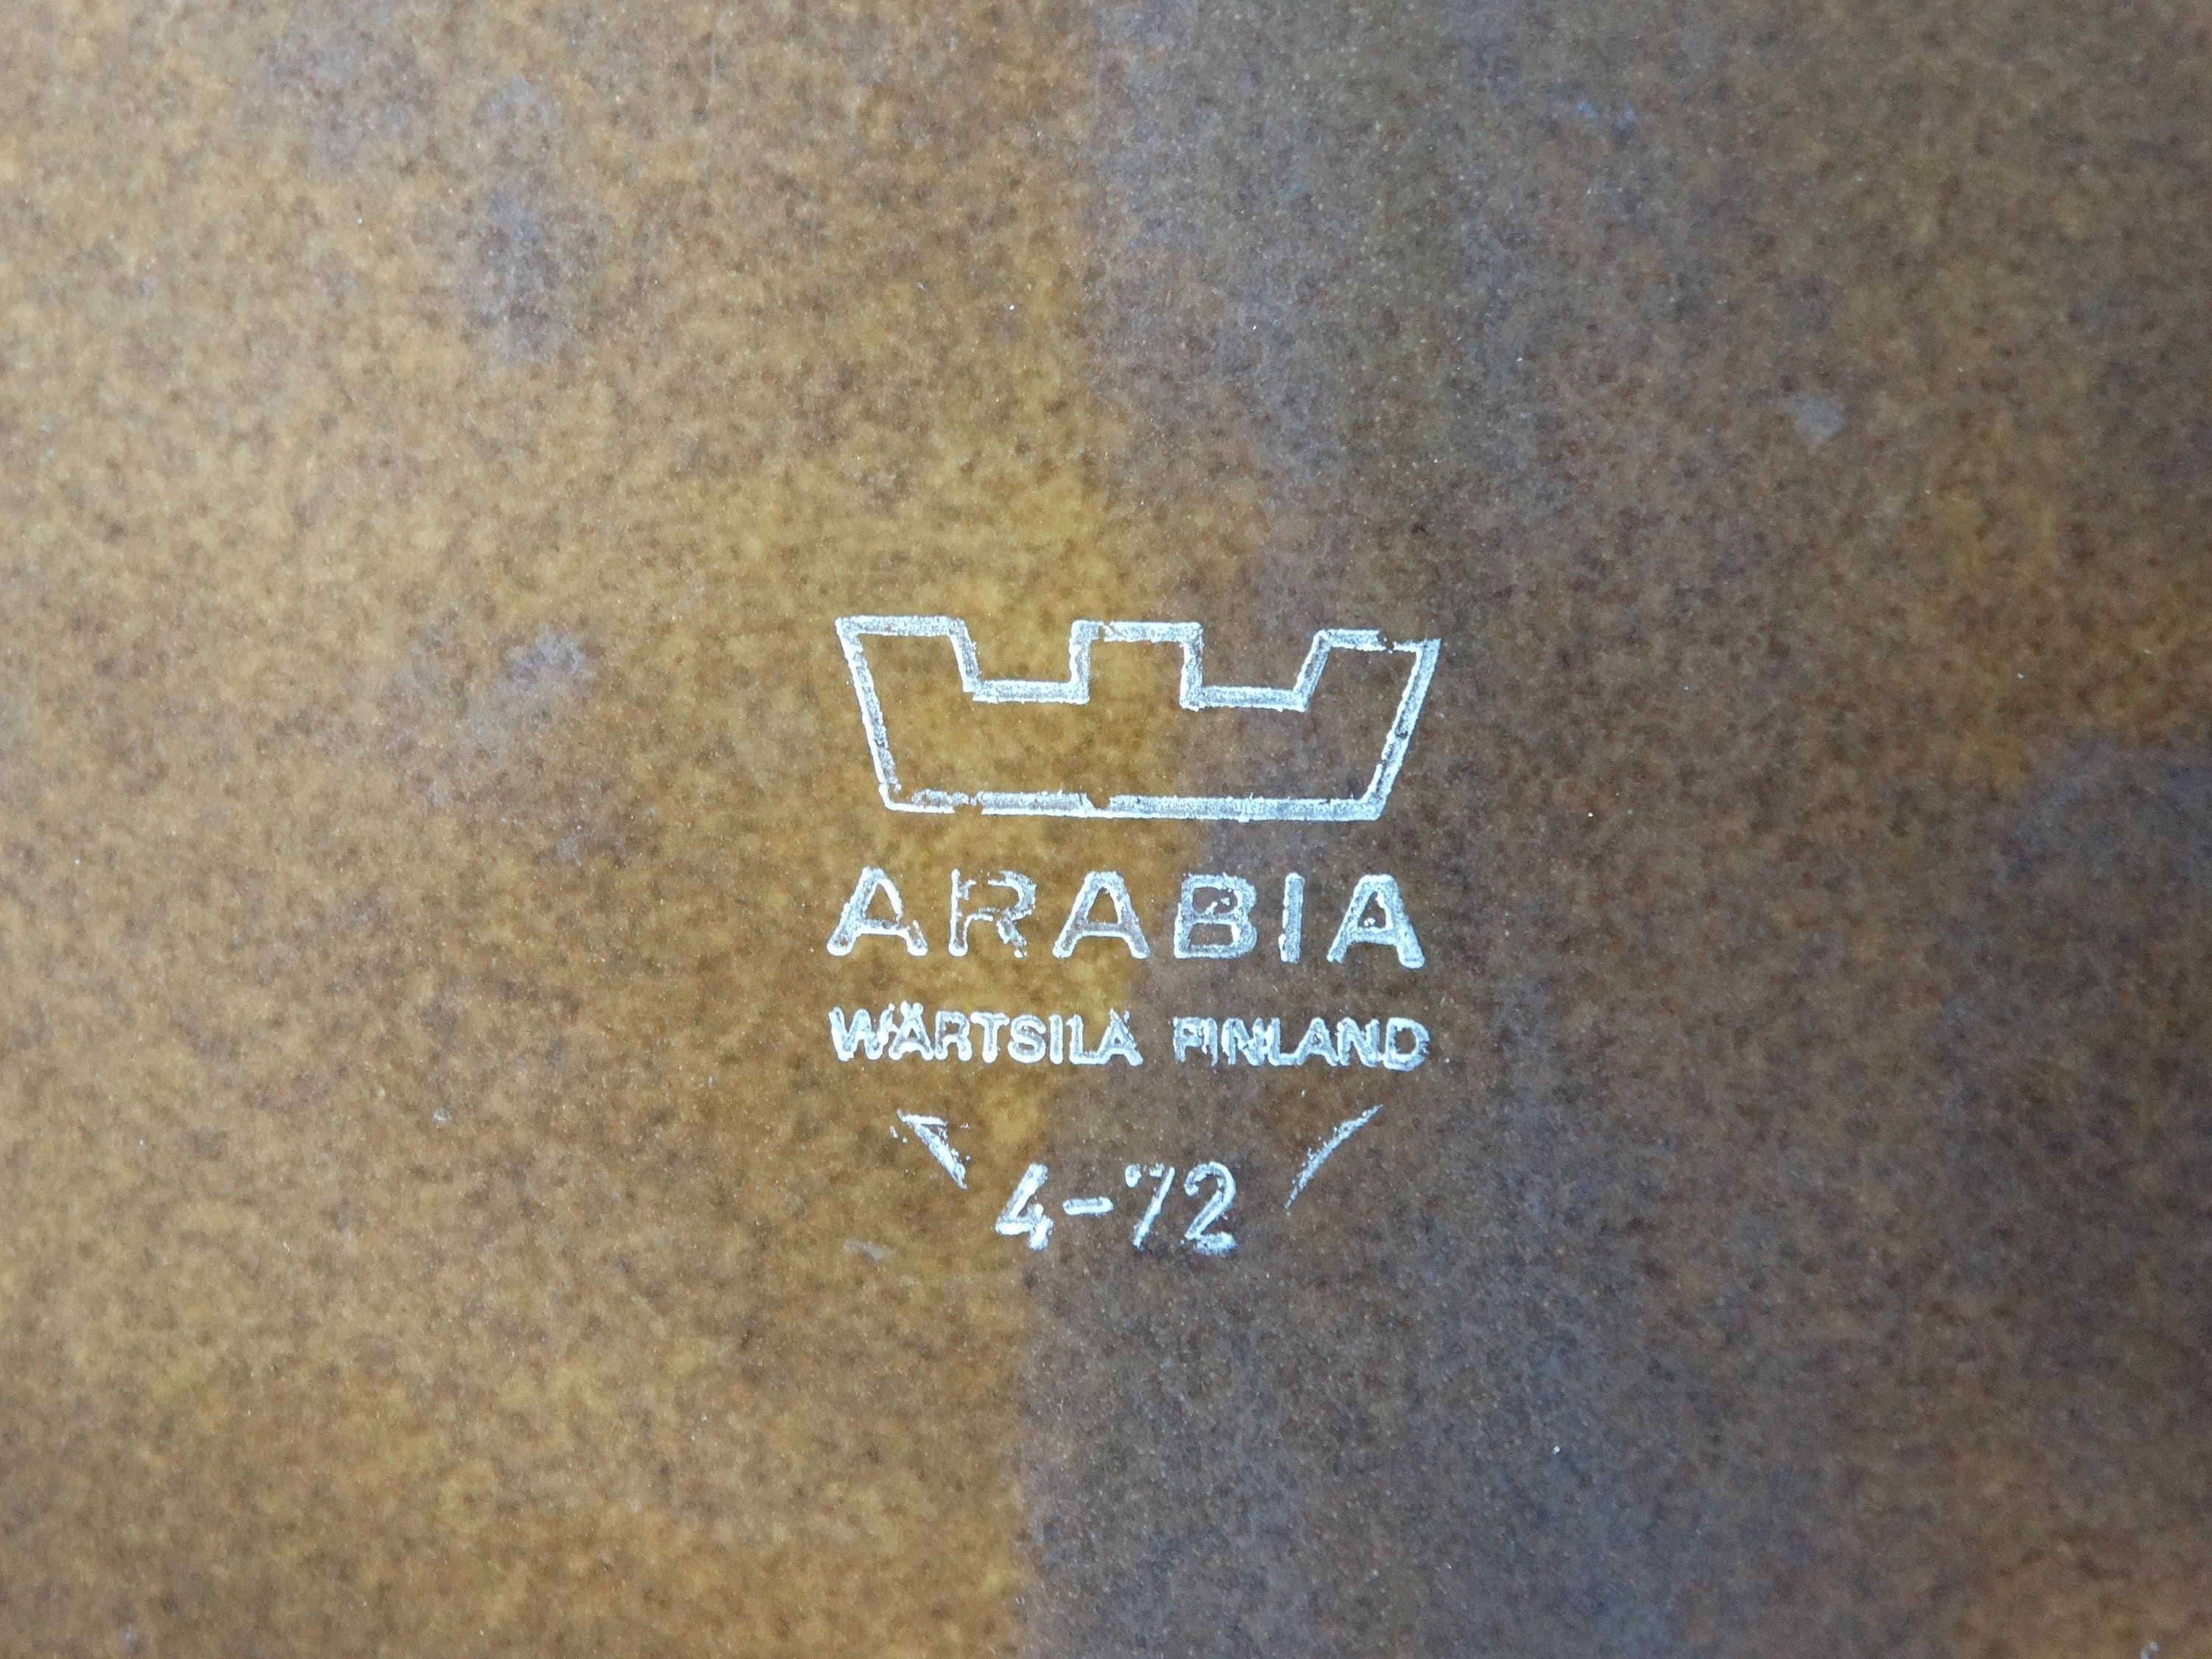 ARABIA
WÄRTSILÄ FINLAND
4-72